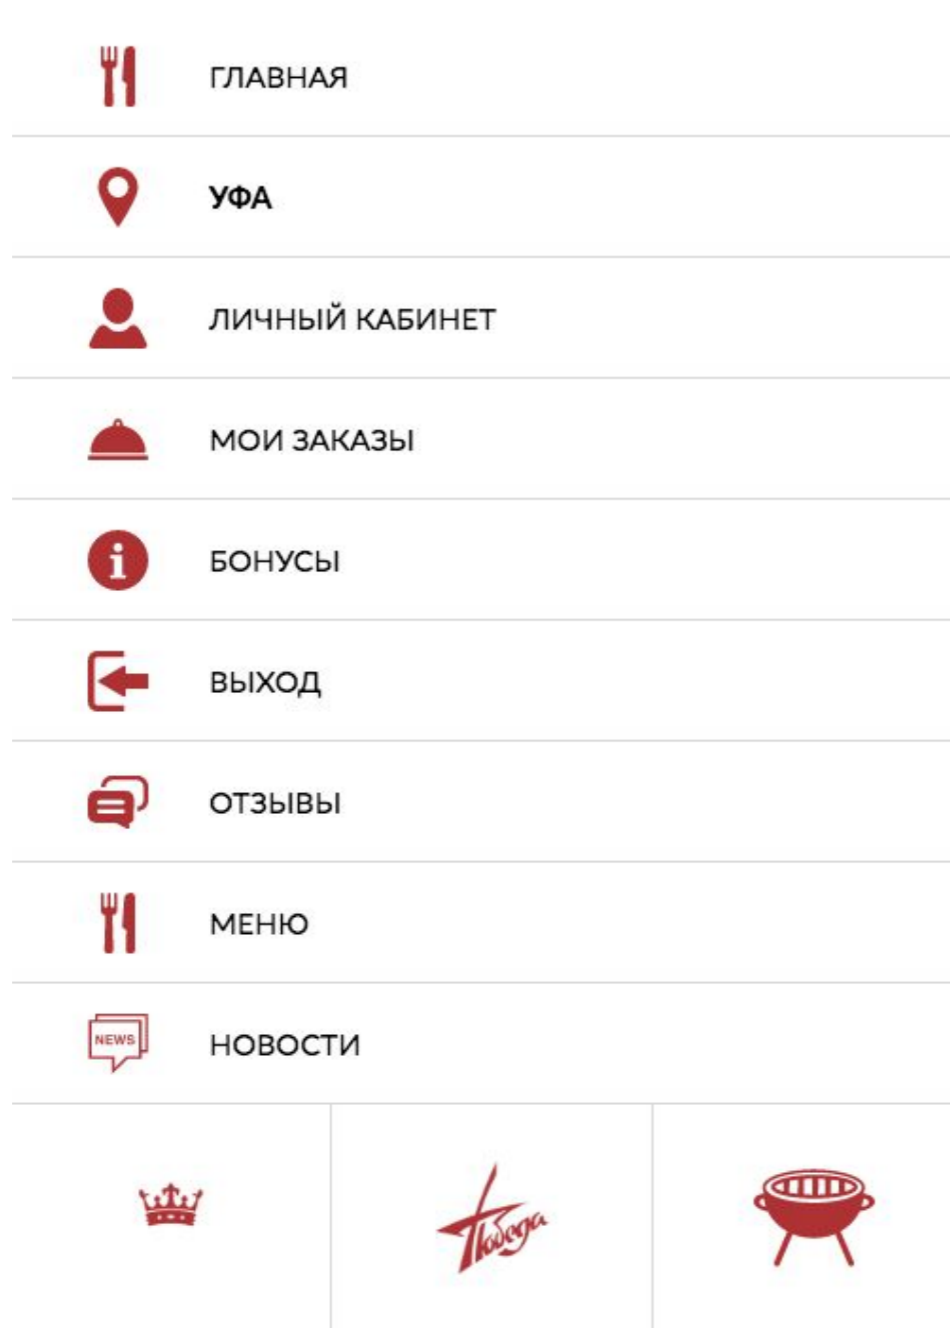 ГЛАВНАЯ
УФА
ЛИЧНЫЙ КАБИНЕТ
МОИ ЗАКАЗЫ
БОНУСЫ
ВЫХОД
ОТЗЫВЫ
МЕНЮ
NEWS
НОВОСТИ
Победа